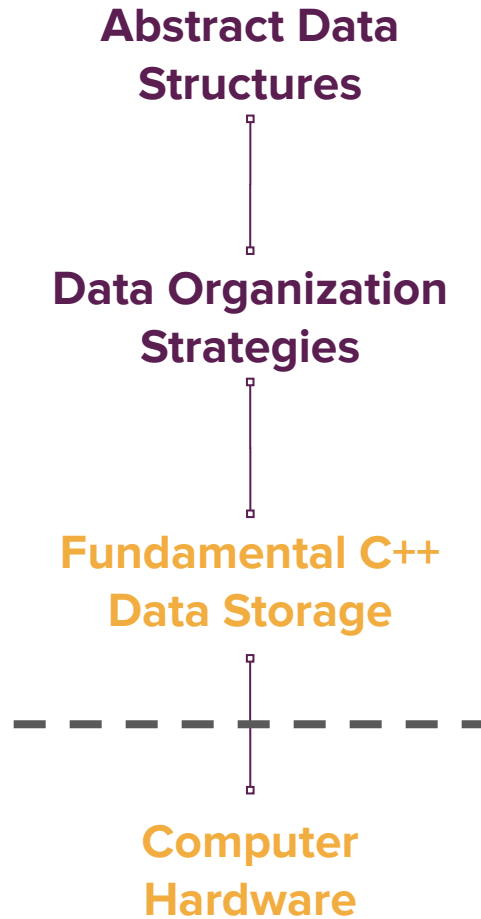 Abstract Data
Structures
Data Organization
Strategies
Fundamental C++
Data Storage
Computer
Hardware